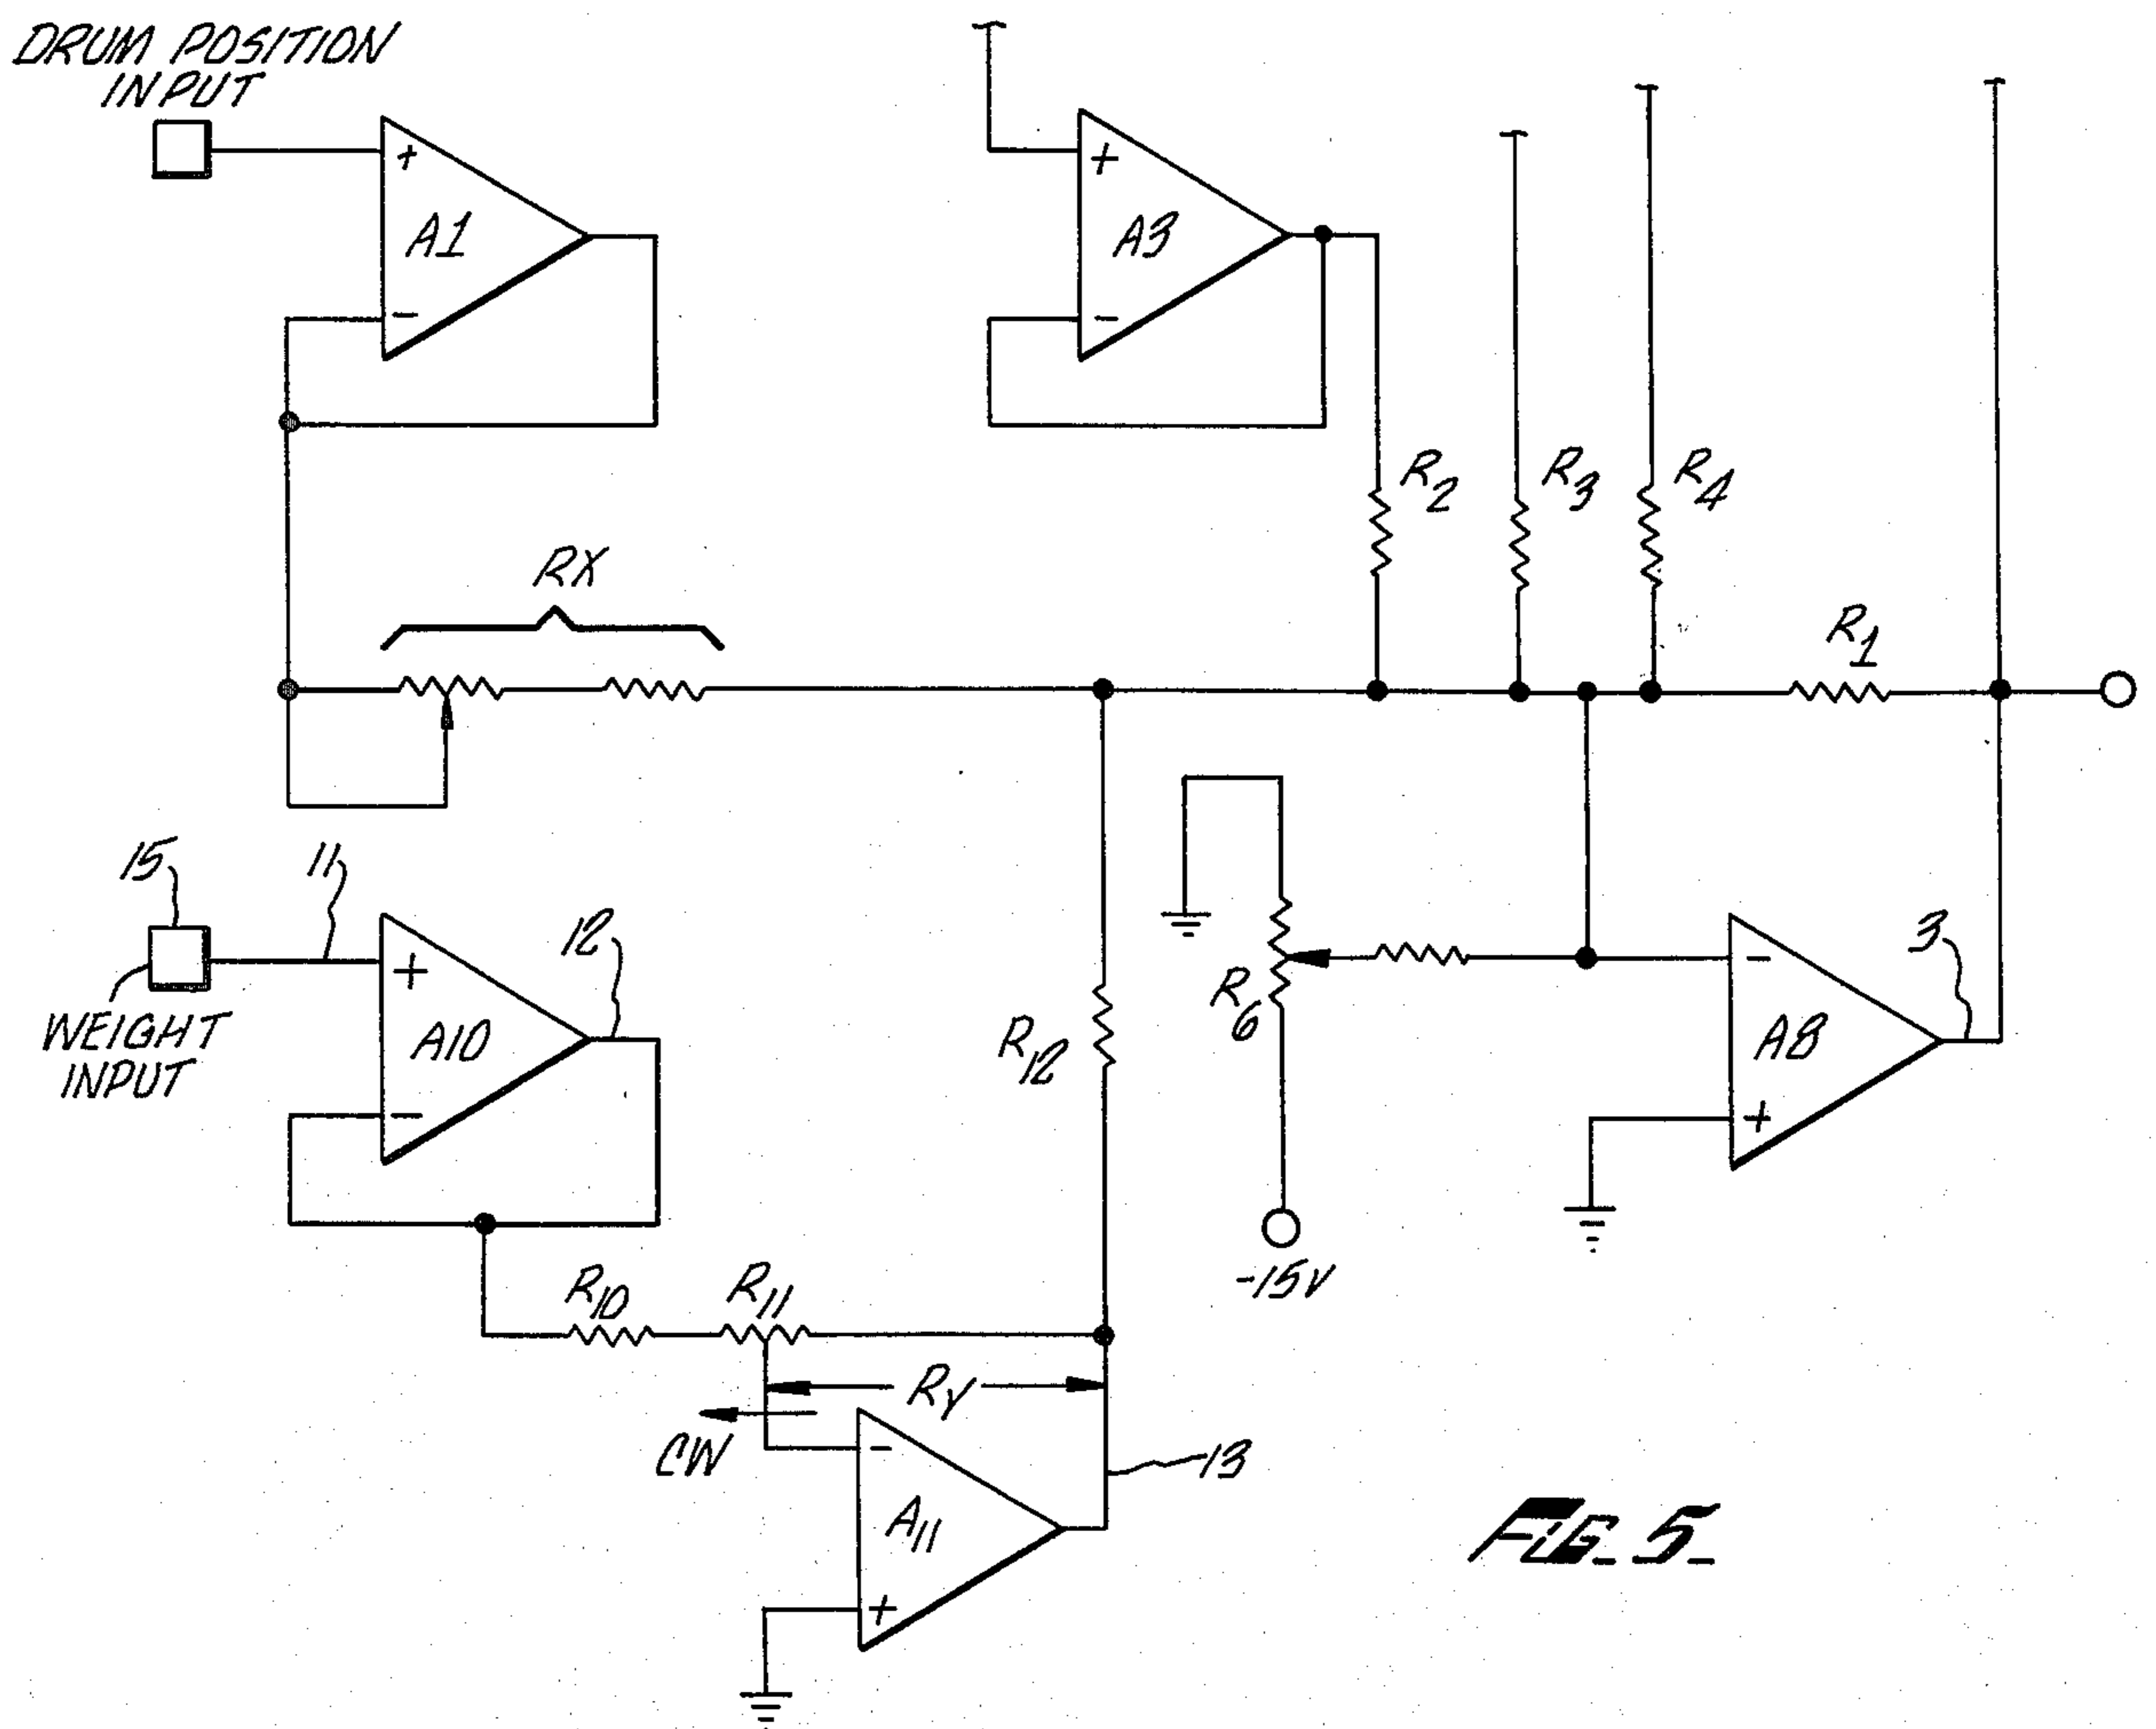 DRUM POSITION
INPUT
+
A1
-
+
A3
-
R2
R3
R4
RX
R1
15
11
12
WEIGHT
INPUT
+
A10
-
R12
R6
-15V
-
A8
+
3
R10
R11
RY
CW
-
A11
+
13
FIG. 5.